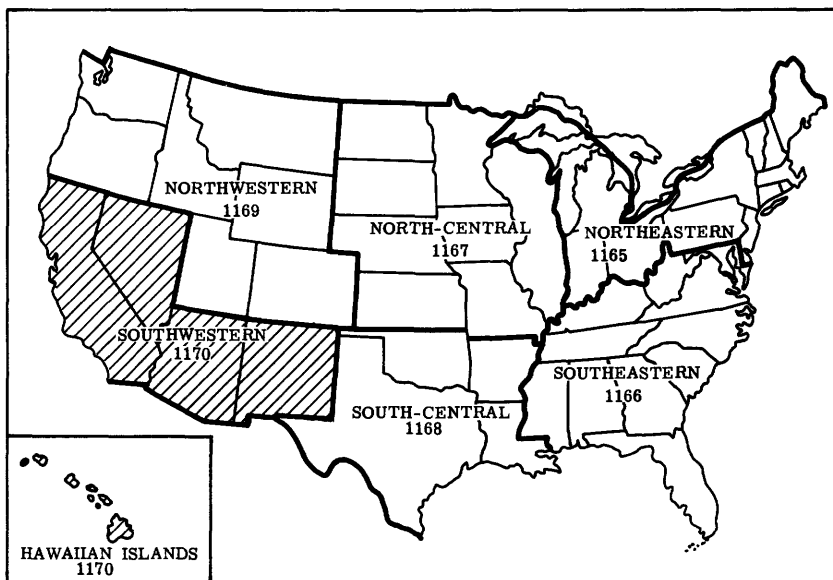 NORTHWESTERN
1169
NORTH-CENTRAL
1167
NORTHEASTERN
1165
SOUTHWESTERN
1170
SOUTHEASTERN
1166
SOUTH-CENTRAL
1168
HAWAIIAN ISLANDS
1170